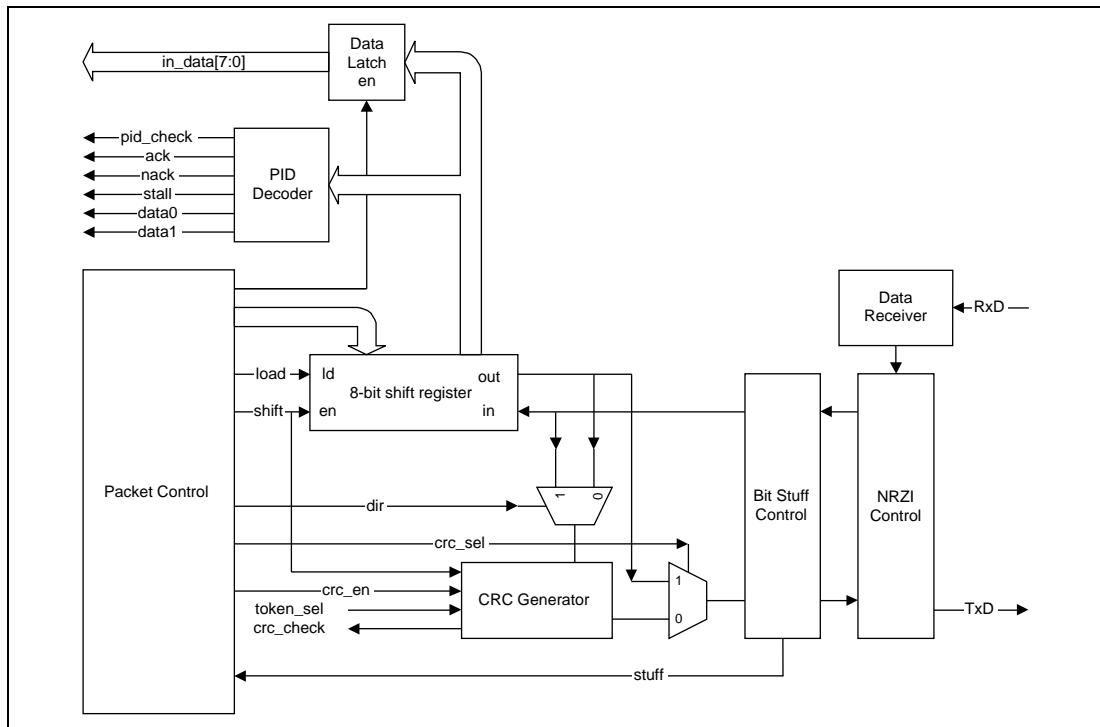 in_data[7:0]
Data
Latch
en
pid_check
ack
nack
stall
data0
data1
PID
Decoder
Data
Receiver
RxD
load
ld
out
8-bit shift register
shift
en
in
Packet Control
dir
1
0
Bit Stuff
Control
NRZI
Control
crc_sel
crc_en
token_sel
crc_check
CRC Generator
1
0
TxD
stuff